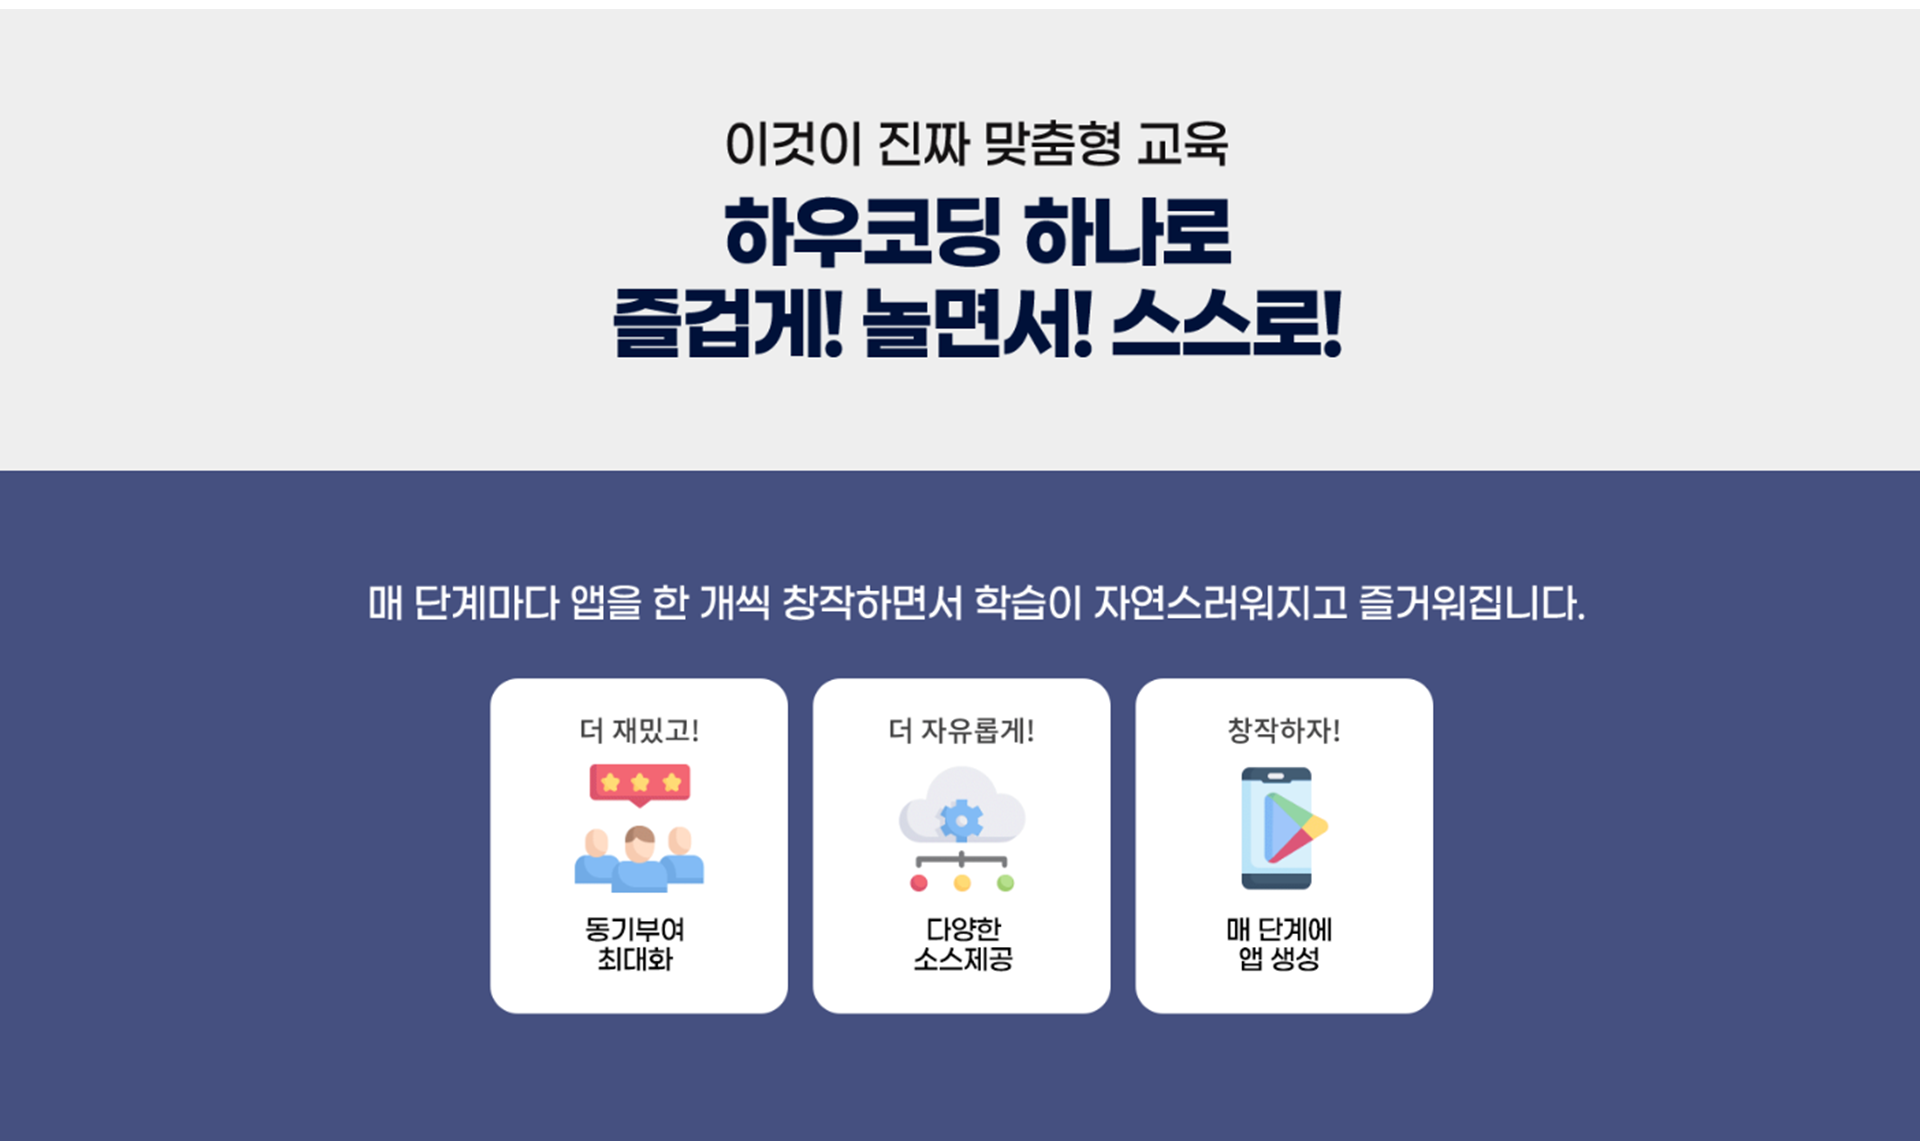 이것이 진짜 맞춤형 교육
하우코딩 하나로
즐겁게! 놀면서! 스스로!
매 단계마다 앱을 한 개씩 창작하면서 학습이 자연스러워지고 즐거워집니다.
더 재밌고!
동기부여
최대화
더 자유롭게!
다양한
소스제공
창작하자!
매 단계에
앱 생성